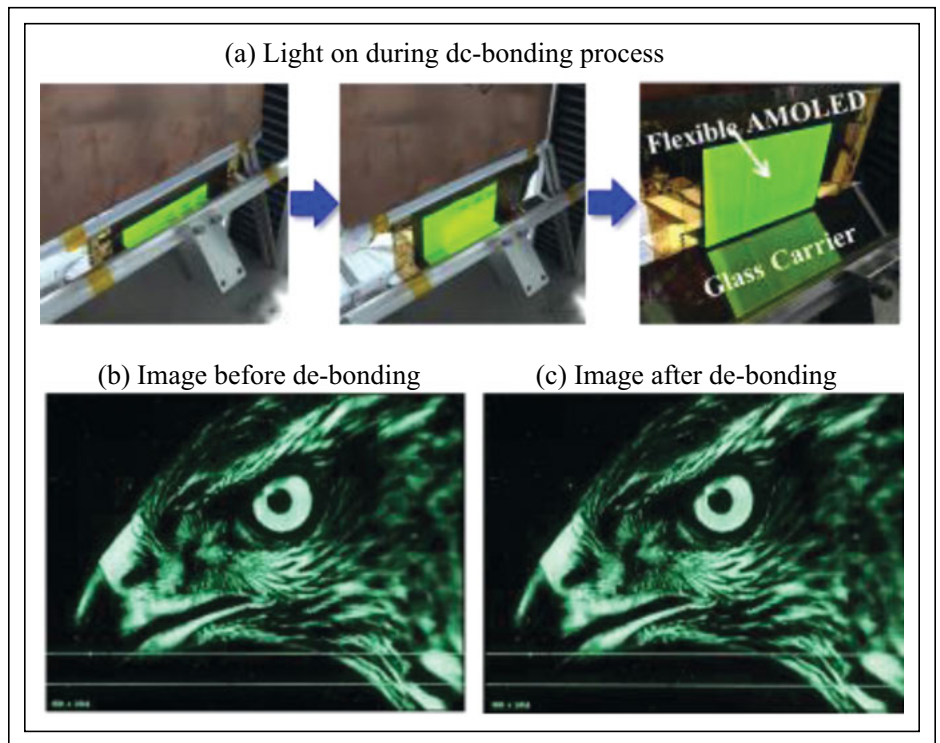 (a) Light on during dc-bonding process
Flexible AMOLED
Glass Carrier
(b) Image before de-bonding
(c) Image after de-bonding